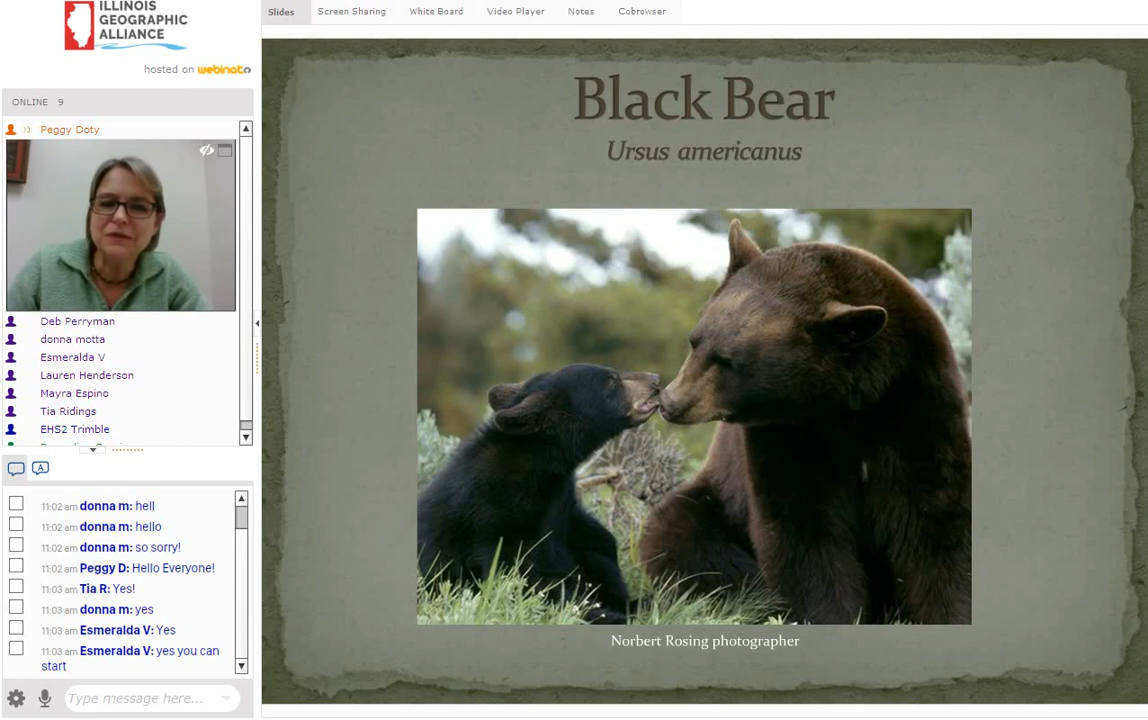 ILLINOIS
GEOGRAPHIC
ALLIANCE
hosted on webinato
ONLINE 9
Peggy Doty
Deb Perryman
donna motta
Esmeralda V
Lauren Henderson
Mayra Espino
Tia Ridings
EHS2 Trimble
11:02 am donna m: hell
11:02 am donna m: hello
11:02 am donna m: so sorry!
11:02 am Peggy D: Hello Everyone!
11:03 am Tia R: Yes!
11:03 am donna m: yes
11:03 am Esmeralda V: Yes
11:03 am Esmeralda V: yes you can
start
Type message here...
Slides Screen Sharing White Board Video Player Notes Cobrowser
Black Bear
Ursus americanus
Norbert Rosing photographer